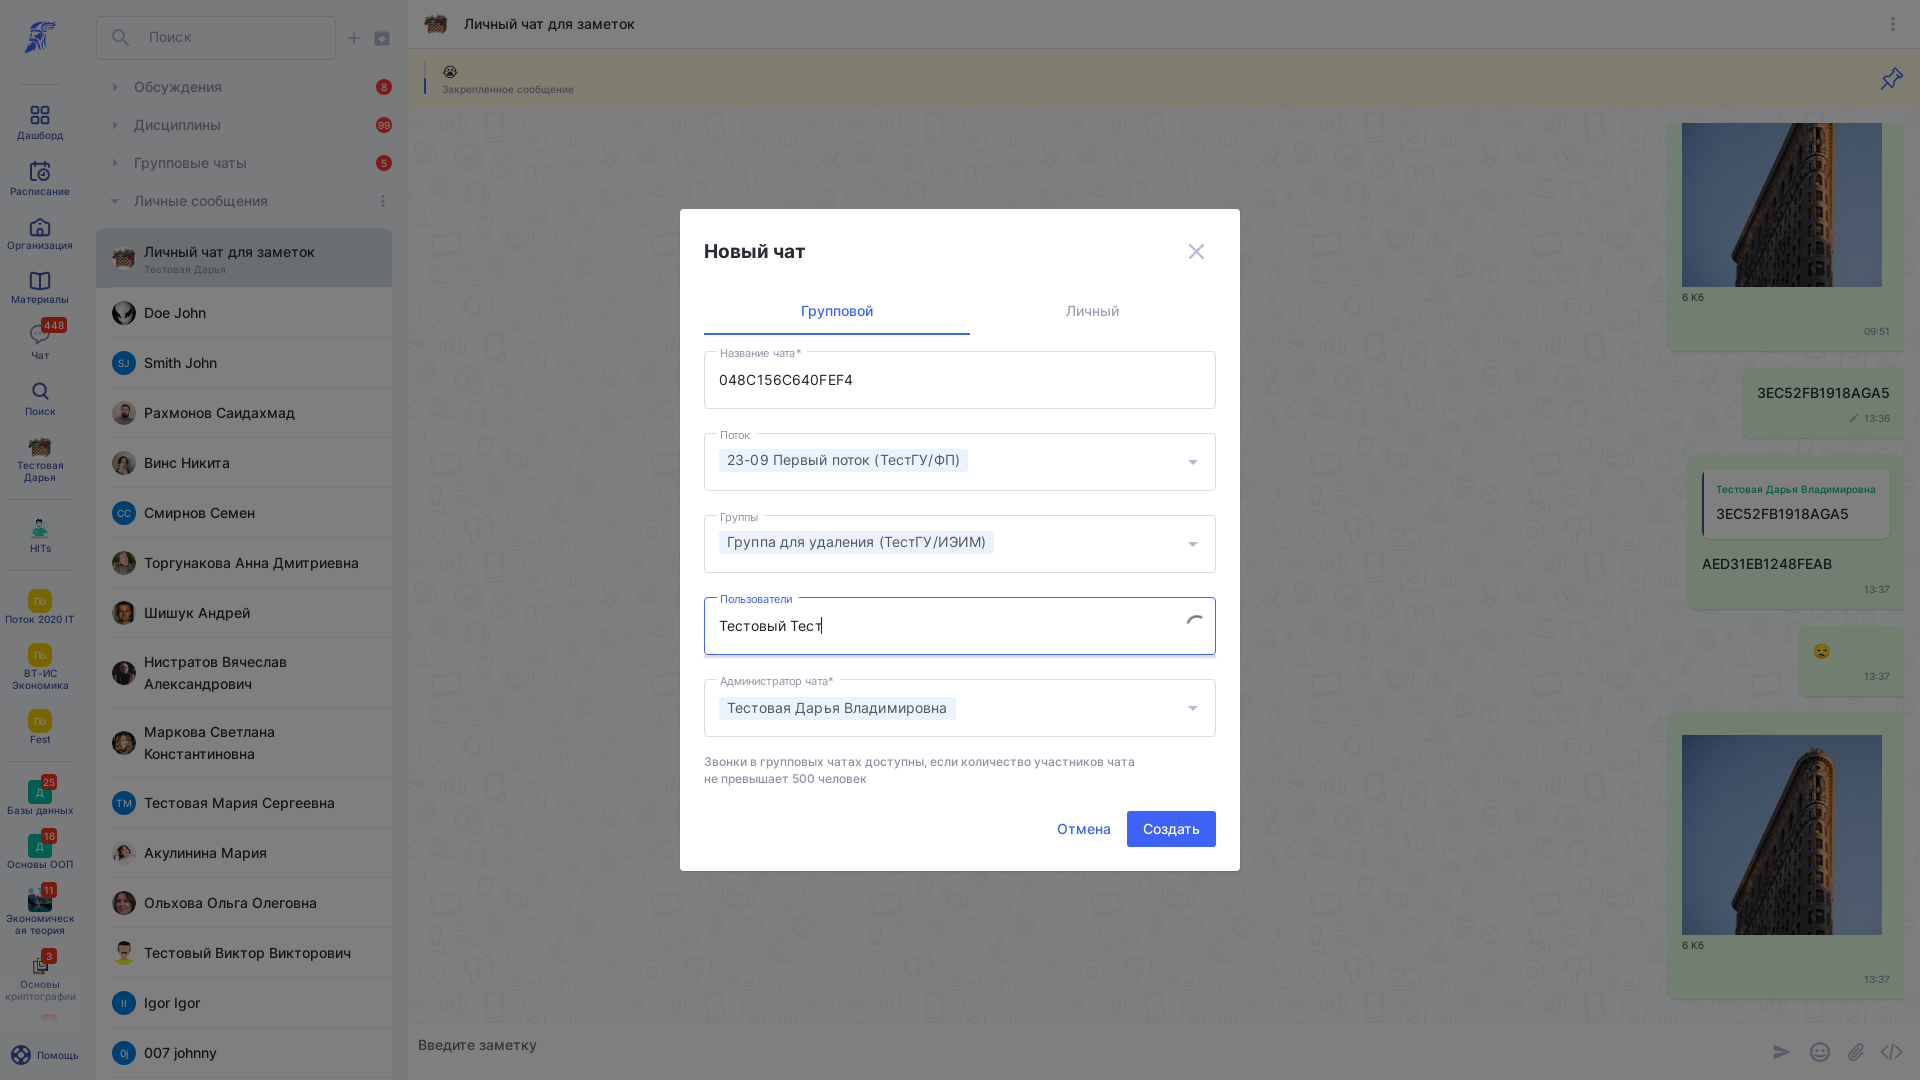 Дашборд
Расписание
Организация
Материалы
448
Чат
Поиск
Тестовая
Дарья
HITs
По
Поток 2020 IT
По
ВТ-ИС
Экономика
По
Fest
25
Д
Базы данных
16
Д
Основы ООП
11
Экономическ
ая теория
3
Основы
криптографии
Помощь
Поиск
Обсуждения
8
Дисциплины
99
Групповые чаты
5
Личные сообщения
Личный чат для заметок
Тестовая Дарья
Doe John
SJ
Smith John
Рахмонов Саидахмад
Винс Никита
СС
Смирнов Семен
Торгунакова Анна Дмитриевна
Шишук Андрей
Нистратов Вячеслав
Александрович
Маркова Светлана
Константиновна
ТМ
Тестовая Мария Сергеевна
Акулинина Мария
Ольхова Ольга Олеговна
Тестовый Виктор Викторович
II
Igor Igor
0j
007 johnny
Личный чат для заметок
😭
Закрепленное сообщение
6 Кб
09:51
3EC52FB1918AGA5
13:36
Тестовая Дарья Владимировна
3EC52FB1918AGA5
AED31EB1248FEAB
13:37
😒
13:37
6 Кб
13:37
Введите заметку
Новый чат
Групповой
Личный
Название чата*
048C156C640FEF4
Поток
23-09 Первый поток (ТестГУ/ФП)
Группы
Группа для удаления (ТестГУ/ИЭИМ)
Пользователи
Тестовый Тест
Администратор чата*
Тестовая Дарья Владимировна
Звонки в групповых чатах доступны, если количество участников чата
не превышает 500 человек
Отмена
Создать